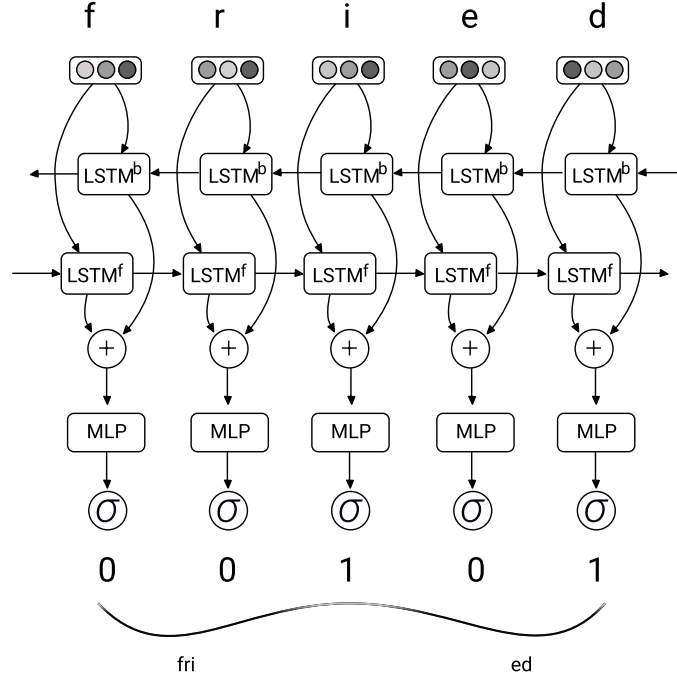 f r i e d
LSTMᵇ LSTMᵇ LSTMᵇ LSTMᵇ LSTMᵇ
LSTMᶠ LSTMᶠ LSTMᶠ LSTMᶠ LSTMᶠ
+ + + + +
MLP MLP MLP MLP MLP
σ σ σ σ σ
0 0 1 0 1
fri ed